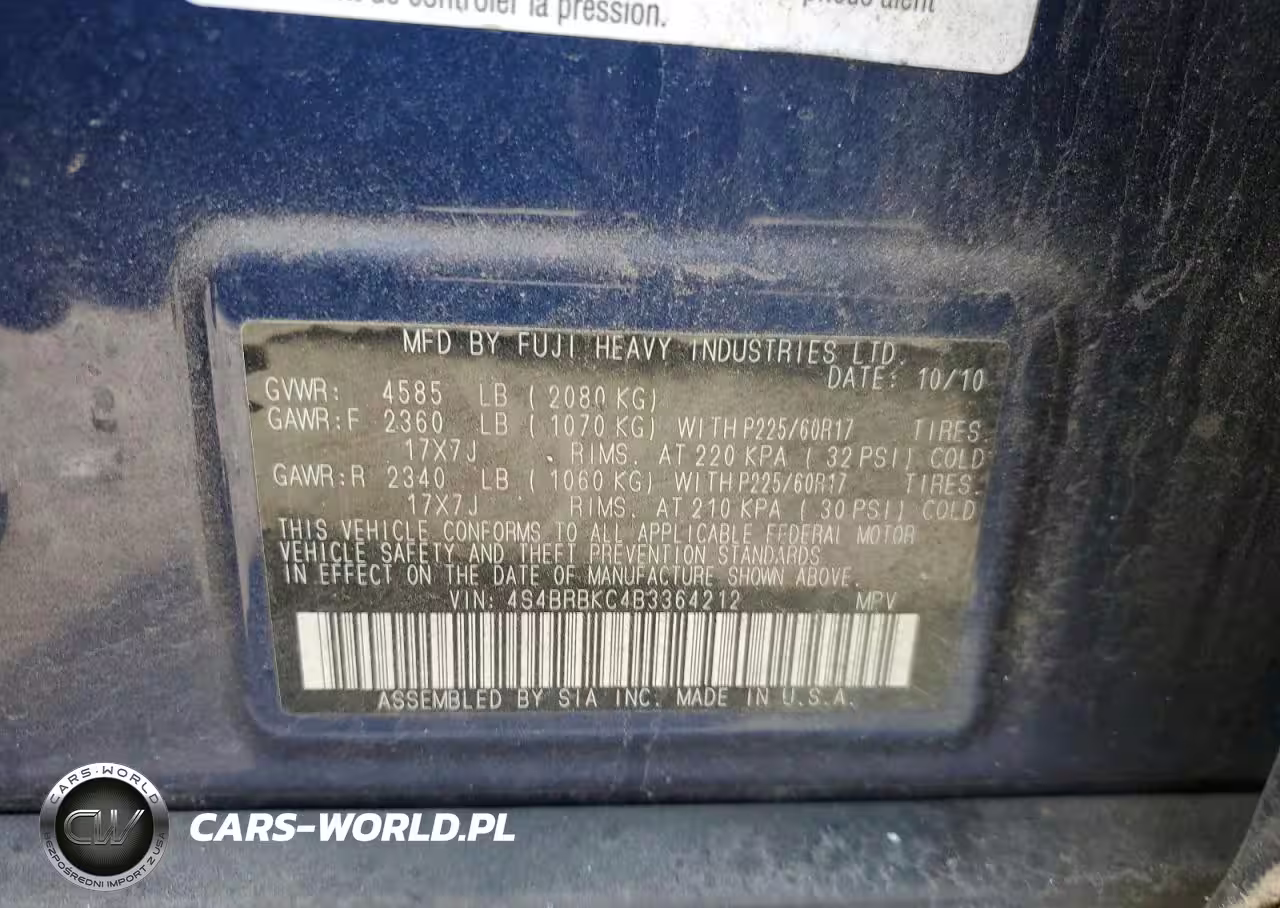 de contrôler la pression.
MFD BY FUJI HEAVY INDUSTRIES LTD.
DATE: 10/10
GVWR: 4585 LB ( 2080 KG)
GAWR:F 2360 LB ( 1070 KG) WITH P225/60R17 TIRES.
17X7J . RIMS. AT 220 KPA ( 32 PSI) COLD
GAWR:R 2340 LB ( 1060 KG) WITH P225/60R17 TIRES.
17X7J RIMS. AT 210 KPA ( 30 PSI) COLD
THIS VEHICLE CONFORMS TO ALL APPLICABLE FEDERAL MOTOR
VEHICLE SAFETY AND THEFT PREVENTION STANDARDS
IN EFFECT ON THE DATE OF MANUFACTURE SHOWN ABOVE.
VIN: 4S4BRBKC4B3364212 MPV
ASSEMBLED BY SIA INC. MADE IN U.S.A.
CARS-WORLD
CW
BEZPOŚREDNI IMPORT Z USA
CARS-WORLD.PL